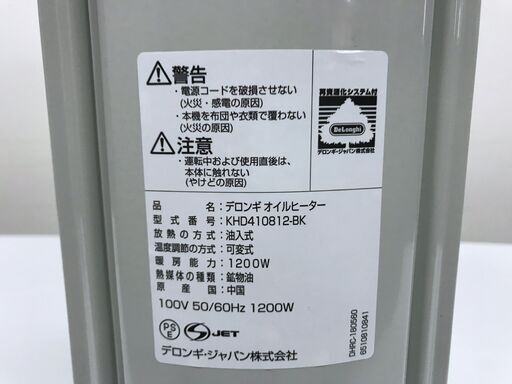 警告
・電源コードを破損させない
(火災・感電の原因)
・本機を布団や衣類で覆わない
(火災の原因)
注意
・運転中および使用直後は、
本体に触れない
(やけどの原因)
再資源化システム付
DeLonghi
デロンギ・ジャパン株式会社
品名：デロンギ オイルヒーター
型式番号：KHD410812-BK
放熱の方式：油入式
温度調節の方式：可変式
暖房能力：1200W
熱媒体の種類：鉱物油
原産国：中国
100V 50/60Hz 1200W
PSE
JET
デロンギ・ジャパン株式会社
DHRC-180560
6510810841